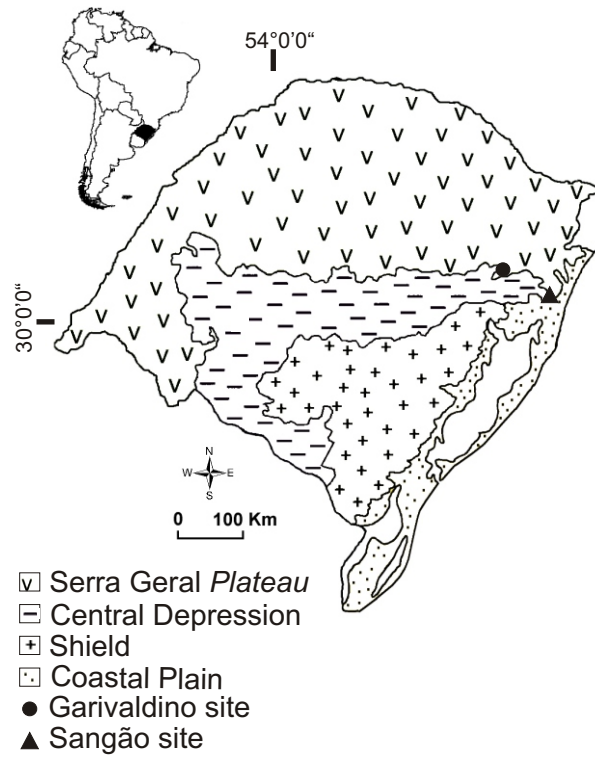 54°0'0“
30°0'0“
N
W E
S
0 100 Km
Serra Geral Plateau
Central Depression
Shield
Coastal Plain
Garivaldino site
Sangão site